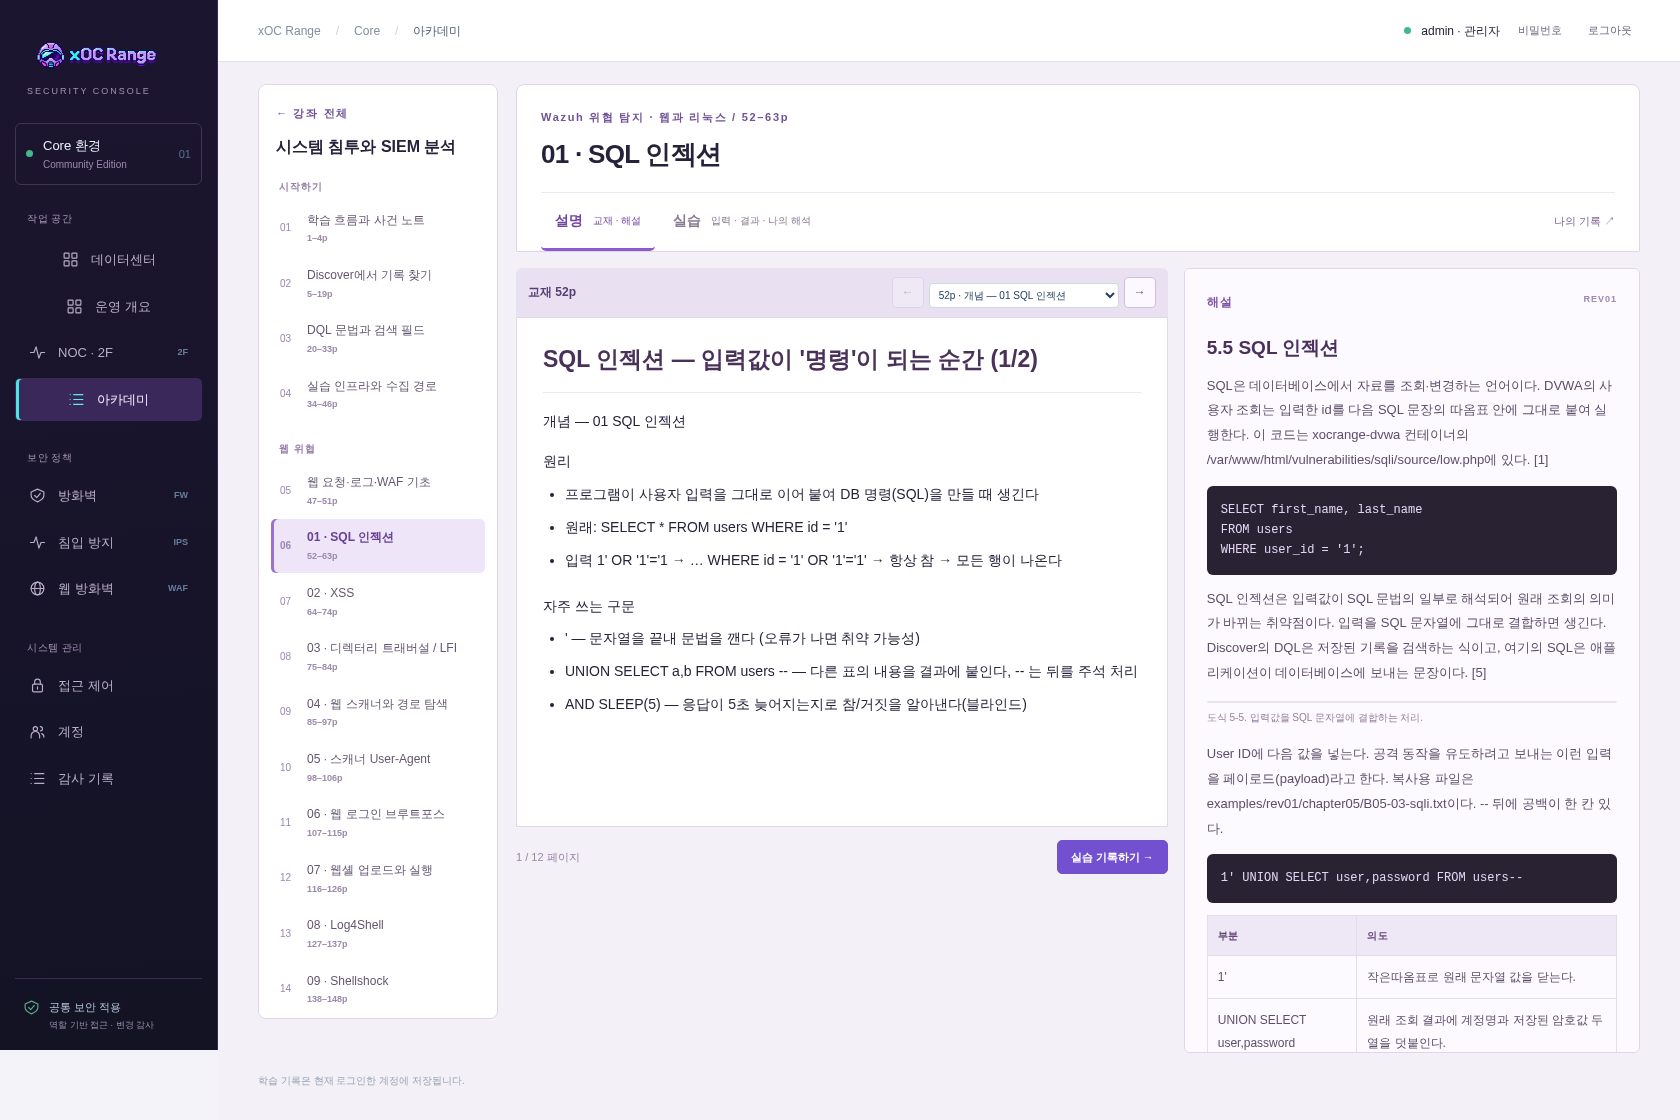 xOC Range
SECURITY CONSOLE
Core 환경
Community Edition
01
작업 공간
데이터센터
운영 개요
NOC · 2F
2F
아카데미
보안 정책
방화벽
FW
침입 방지
IPS
웹 방화벽
WAF
시스템 관리
접근 제어
계정
감사 기록
공통 보안 적용
역할 기반 접근 · 변경 감사
xOC Range / Core / 아카데미
admin · 관리자
비밀번호
로그아웃
← 강좌 전체
시스템 침투와 SIEM 분석
시작하기
01
학습 흐름과 사건 노트
1–4p
02
Discover에서 기록 찾기
5–19p
03
DQL 문법과 검색 필드
20–33p
04
실습 인프라와 수집 경로
34–46p
웹 위협
05
웹 요청·로그·WAF 기초
47–51p
06
01 · SQL 인젝션
52–63p
07
02 · XSS
64–74p
08
03 · 디렉터리 트래버설 / LFI
75–84p
09
04 · 웹 스캐너와 경로 탐색
85–97p
10
05 · 스캐너 User-Agent
98–106p
11
06 · 웹 로그인 브루트포스
107–115p
12
07 · 웹셸 업로드와 실행
116–126p
13
08 · Log4Shell
127–137p
14
09 · Shellshock
138–148p
Wazuh 위협 탐지 · 웹과 리눅스 / 52–63p
01 · SQL 인젝션
설명 교재 · 해설
실습 입력 · 결과 · 나의 해석
나의 기록 ↗
교재 52p
←
52p · 개념 — 01 SQL 인젝션
→
SQL 인젝션 — 입력값이 '명령'이 되는 순간 (1/2)
개념 — 01 SQL 인젝션
원리
• 프로그램이 사용자 입력을 그대로 이어 붙여 DB 명령(SQL)을 만들 때 생긴다
• 원래: SELECT * FROM users WHERE id = '1'
• 입력 1' OR '1'='1 → … WHERE id = '1' OR '1'='1' → 항상 참 → 모든 행이 나온다
자주 쓰는 구문
• ' — 문자열을 끝내 문법을 깬다 (오류가 나면 취약 가능성)
• UNION SELECT a,b FROM users -- — 다른 표의 내용을 결과에 붙인다, -- 는 뒤를 주석 처리
• AND SLEEP(5) — 응답이 5초 늦어지는지로 참/거짓을 알아낸다(블라인드)
1 / 12 페이지
실습 기록하기 →
해설
REV01
5.5 SQL 인젝션
SQL은 데이터베이스에서 자료를 조회·변경하는 언어이다. DVWA의 사
용자 조회는 입력한 id를 다음 SQL 문장의 따옴표 안에 그대로 붙여 실
행한다. 이 코드는 xocrange-dvwa 컨테이너의
/var/www/html/vulnerabilities/sqli/source/low.php에 있다. [1]
SELECT first_name, last_name
FROM users
WHERE user_id = '1';
SQL 인젝션은 입력값이 SQL 문법의 일부로 해석되어 원래 조회의 의미
가 바뀌는 취약점이다. 입력을 SQL 문자열에 그대로 결합하면 생긴다.
Discover의 DQL은 저장된 기록을 검색하는 식이고, 여기의 SQL은 애플
리케이션이 데이터베이스에 보내는 문장이다. [5]
도식 5-5. 입력값을 SQL 문자열에 결합하는 처리.
User ID에 다음 값을 넣는다. 공격 동작을 유도하려고 보내는 이런 입력
을 페이로드(payload)라고 한다. 복사용 파일은
examples/rev01/chapter05/B05-03-sqli.txt이다. -- 뒤에 공백이 한 칸 있
다.
1' UNION SELECT user,password FROM users--
부분
의도
1'
작은따옴표로 원래 문자열 값을 닫는다.
UNION SELECT
user,password
원래 조회 결과에 계정명과 저장된 암호값 두
열을 덧붙인다.
학습 기록은 현재 로그인한 계정에 저장됩니다.